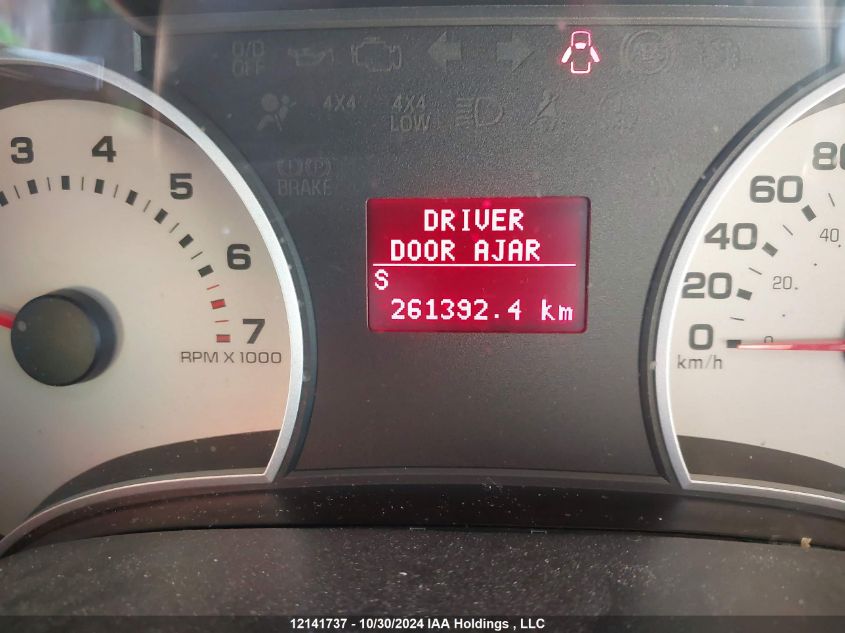 O/D
OFF
4X4
4X4
LOW
BRAKE
3
4
5
6
7
RPM X 1000
DRIVER
DOOR AJAR
S
261392.4 km
80
60
40
20
0
km/h
40
20
0
12141737 - 10/30/2024 IAA Holdings , LLC